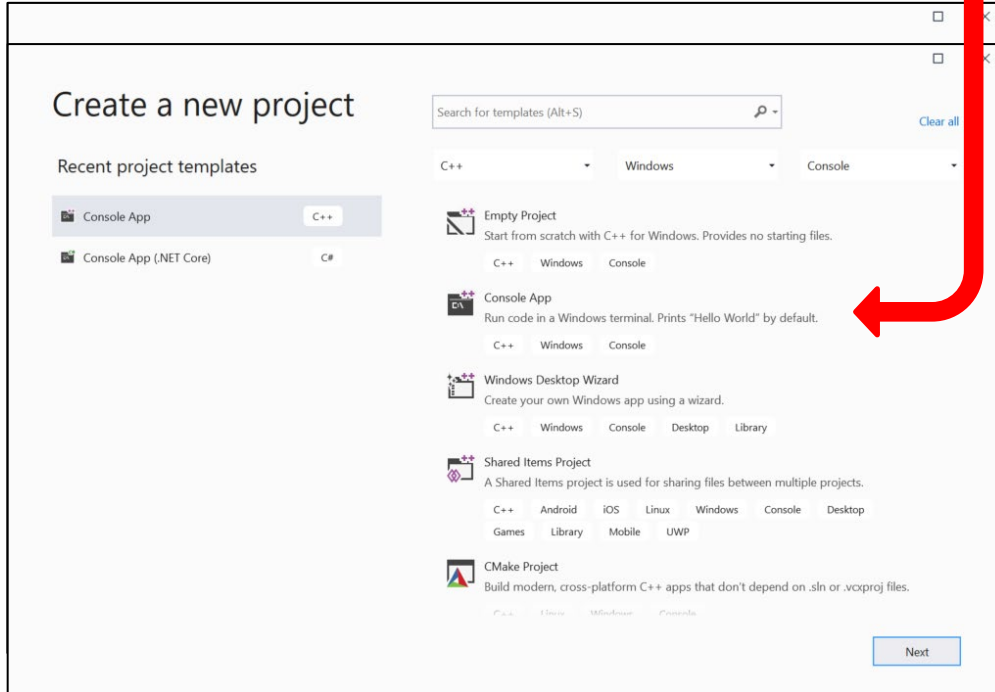 Create a new project
Search for templates (Alt+S)
Clear all
Recent project templates
C++ Windows Console
Console App C++
Console App (.NET Core) C#
Empty Project
Start from scratch with C++ for Windows. Provides no starting files.
C++ Windows Console
Console App
Run code in a Windows terminal. Prints "Hello World" by default.
C++ Windows Console
Windows Desktop Wizard
Create your own Windows app using a wizard.
C++ Windows Console Desktop Library
Shared Items Project
A Shared Items project is used for sharing files between multiple projects.
C++ Android iOS Linux Windows Console Desktop
Games Library Mobile UWP
CMake Project
Build modern, cross-platform C++ apps that don't depend on .sln or .vcxproj files.
C++ Linux Windows Console
Next